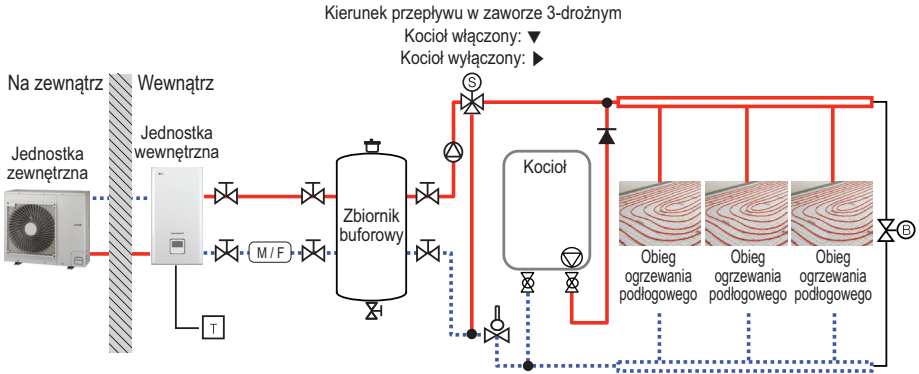 Kierunek przepływu w zaworze 3-drożnym
Kocioł włączony: ▼
Kocioł wyłączony: ▶
S
Na zewnątrz
Wewnątrz
Jednostka
zewnętrzna
Jednostka
wewnętrzna
Zbiornik
buforowy
Kocioł
M / F
T
B
Obieg
ogrzewania
podłogowego
Obieg
ogrzewania
podłogowego
Obieg
ogrzewania
podłogowego